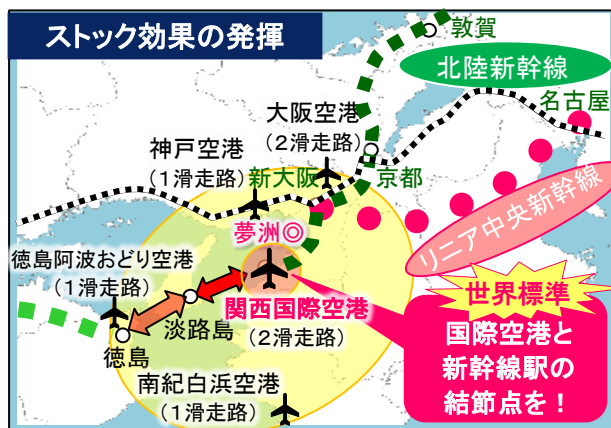 ストック効果の発揮
敦賀
北陸新幹線
名古屋
大阪空港
(2滑走路)
神戸空港
(1滑走路)
新大阪
京都
リニア中央新幹線
夢洲◎
徳島阿波おどり空港
(1滑走路)
世界標準
関西国際空港
(2滑走路)
淡路島
徳島
国際空港と
新幹線駅の
結節点を!
南紀白浜空港
(1滑走路)